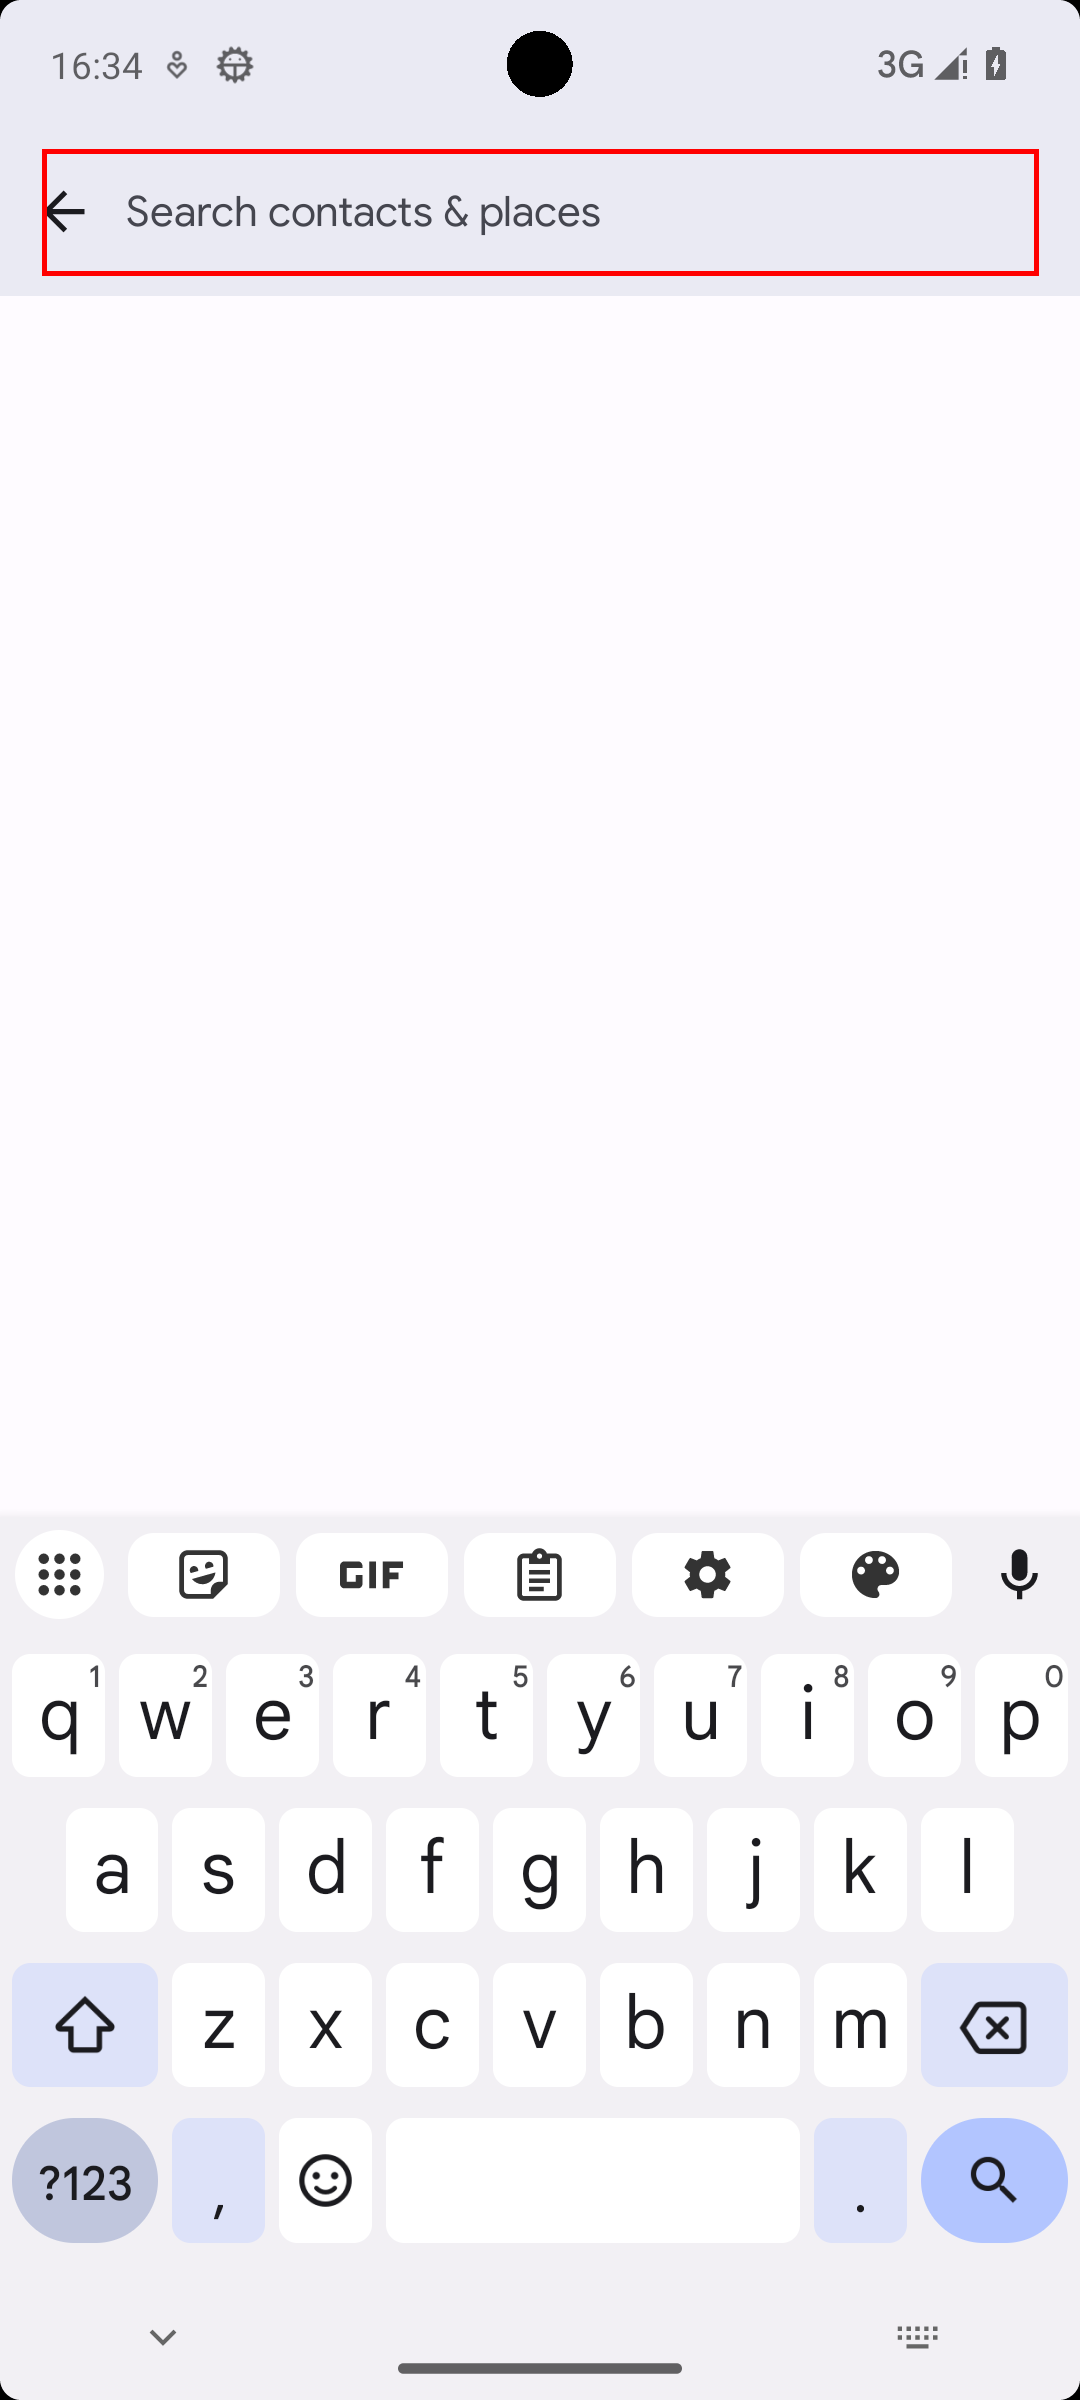 16:34
3G
Search contacts & places
GIF
q 1 w 2 e 3 r 4 t 5 y 6 u 7 i 8 o 9 p 0
a s d f g h j k l
z x c v b n m
?123 , .